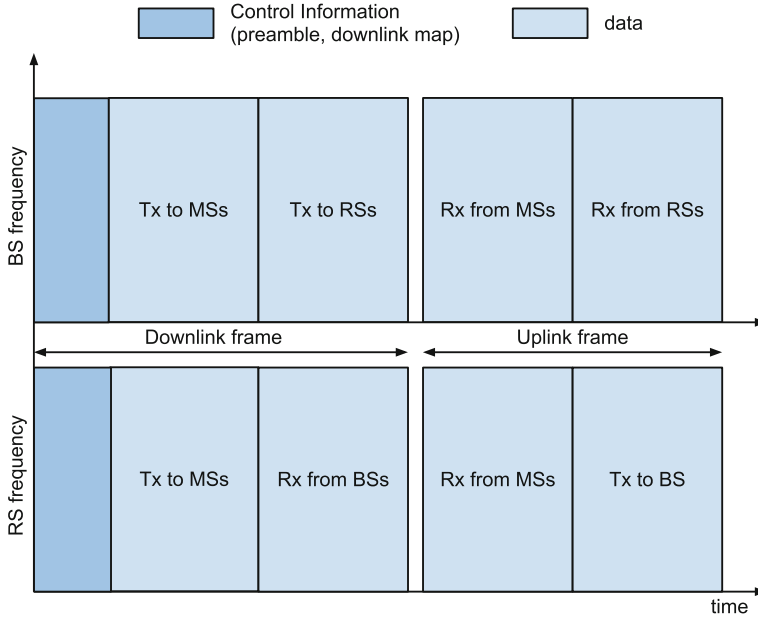 Control Information
(preamble, downlink map)
data
BS frequency
Tx to MSs
Tx to RSs
Rx from MSs
Rx from RSs
Downlink frame
Uplink frame
RS frequency
Tx to MSs
Rx from BSs
Rx from MSs
Tx to BS
time